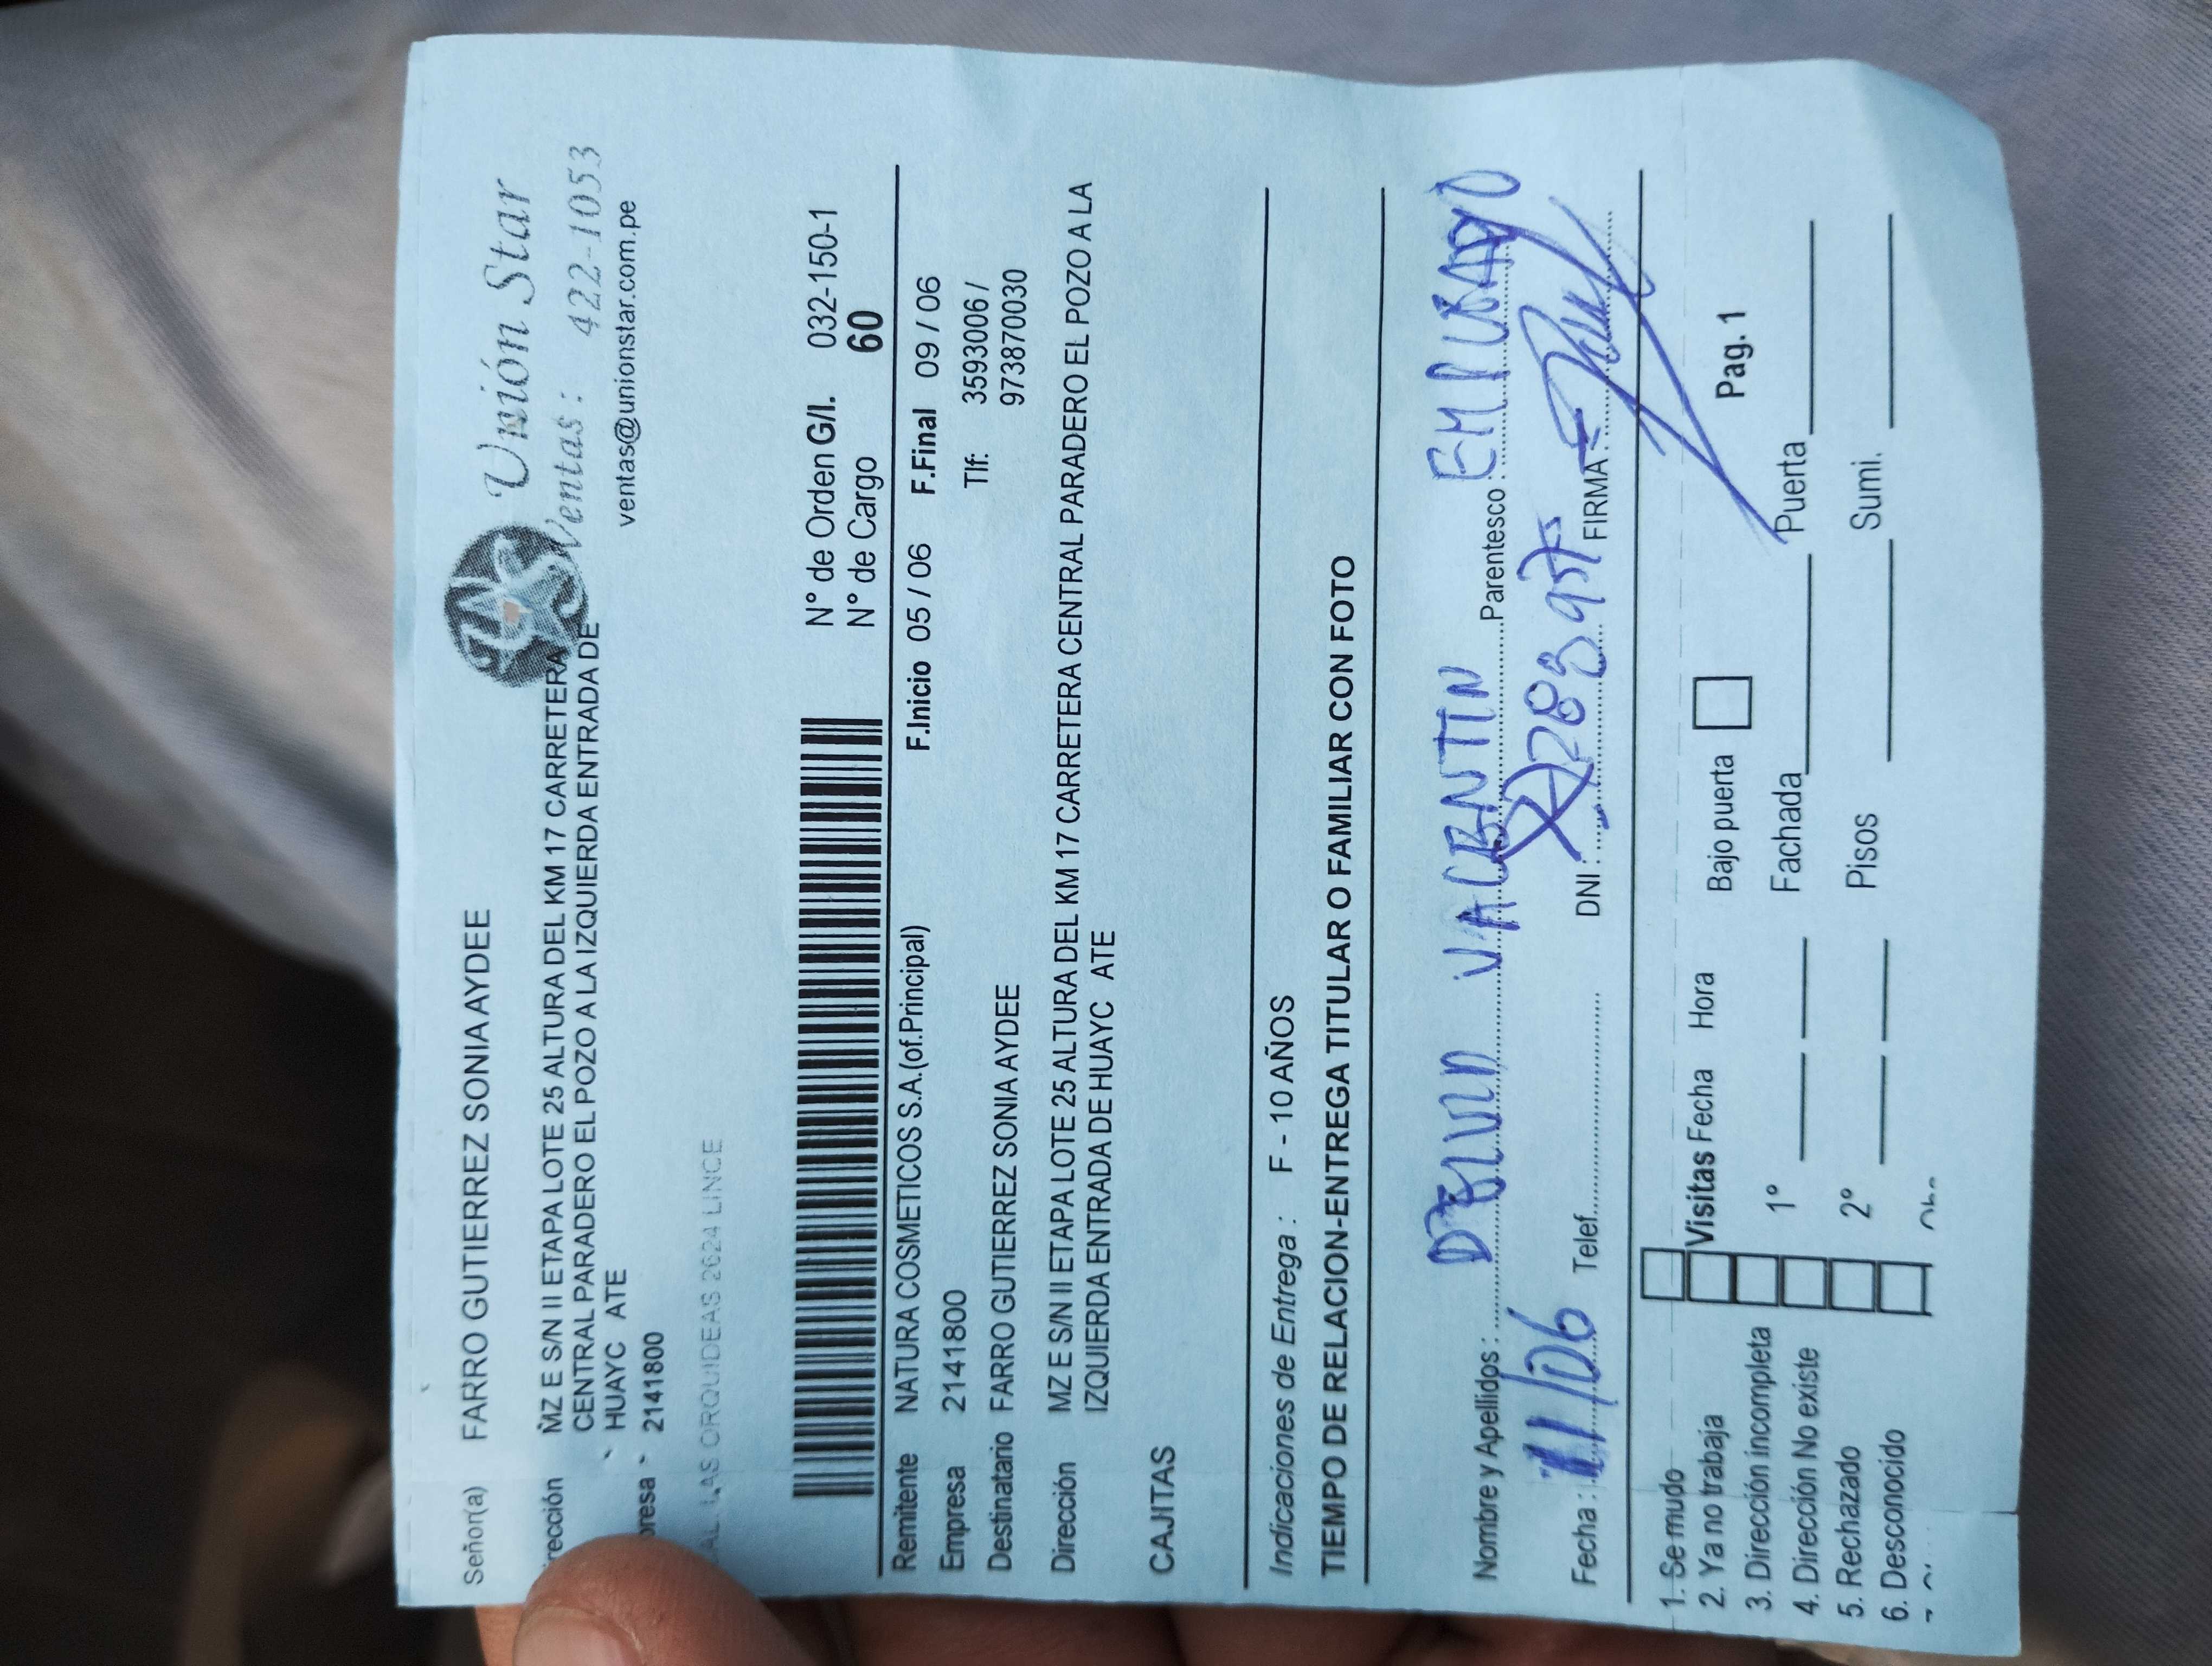 Señor(a) FARRO GUTIERREZ SONIA AYDEE
Unión Star
Ventas : 422-1053
ventas@unionstar.com.pe
rección MZ E S/N II ETAPA LOTE 25 ALTURA DEL KM 17 CARRETERA
CENTRAL PARADERO EL POZO A LA IZQUIERDA ENTRADA DE
HUAYC ATE
presa 2141800
CAL. LAS ORQUIDEAS 2624 LINCE
N° de Orden G/I. 032-150-1
N° de Cargo 60
Remitente NATURA COSMETICOS S.A.(of.Principal) F.Inicio 05 / 06 F.Final 09 / 06
Empresa 2141800 Tlf: 3593006 /
973870030
Destinatario FARRO GUTIERREZ SONIA AYDEE
Dirección MZ E S/N II ETAPA LOTE 25 ALTURA DEL KM 17 CARRETERA CENTRAL PARADERO EL POZO A LA
IZQUIERDA ENTRADA DE HUAYC ATE
CAJITAS
Indicaciones de Entrega : F - 10 AÑOS
TIEMPO DE RELACION-ENTREGA TITULAR O FAMILIAR CON FOTO
Nombre y Apellidos : VALENTIN Parentesco :
Fecha : 11/06 Telef. DNI : FIRMA :
1. Se mudo
2. Ya no trabaja Visitas Fecha Hora Bajo puerta Pag. 1
3. Dirección incompleta 1º Fachada Puerta
4. Dirección No existe
5. Rechazado 2º Pisos Sumi.
6. Desconocido